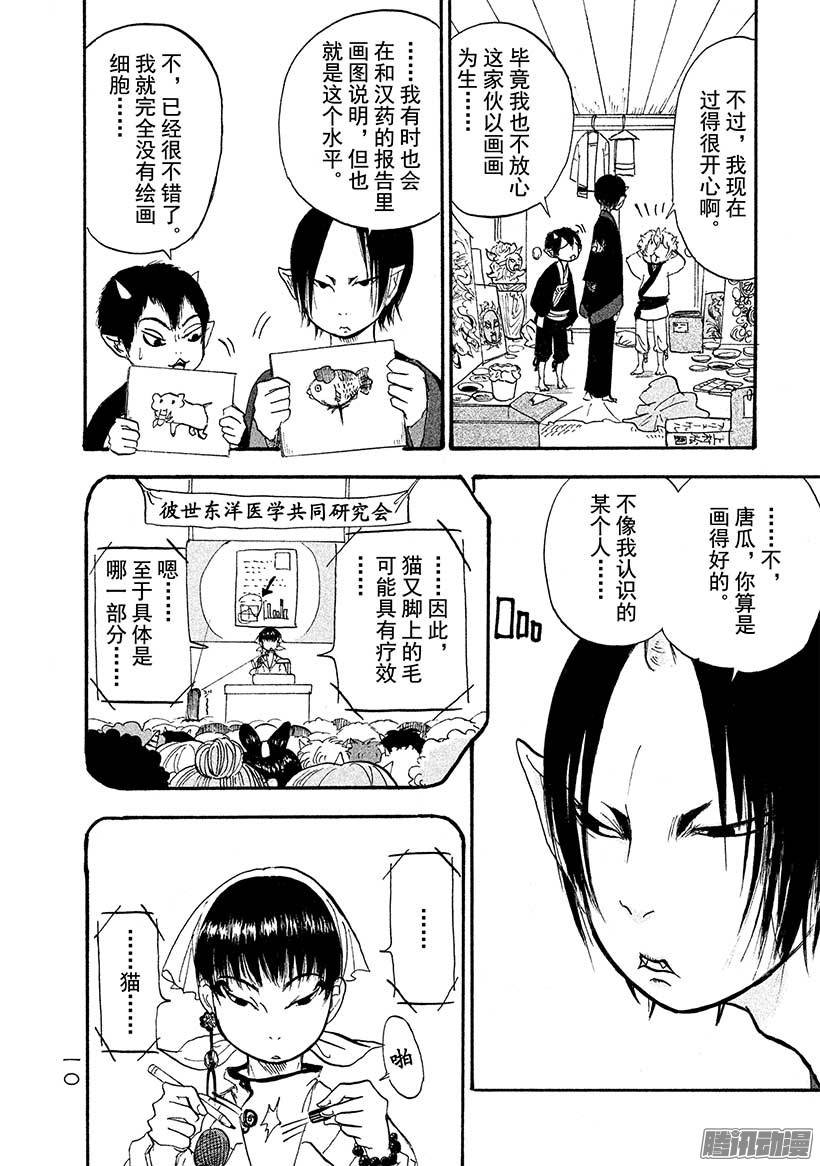 不过，我现在
过得很开心啊。
毕竟我也不放心
这家伙以画画
为生……
……我有时也会
在和汉药的报告里
画图说明，但也
就是这个水平。
不，已经很不错了。
我就完全没有绘画
细胞……
……不，
唐瓜，你算是
画得好的。
不像我认识的
某个人……
彼世东洋医学共同研究会
……因此，
猫又脚上的毛
可能具有疗效
嗯……
至于具体是
哪一部分……
……
……猫
啪
10
腾讯动漫